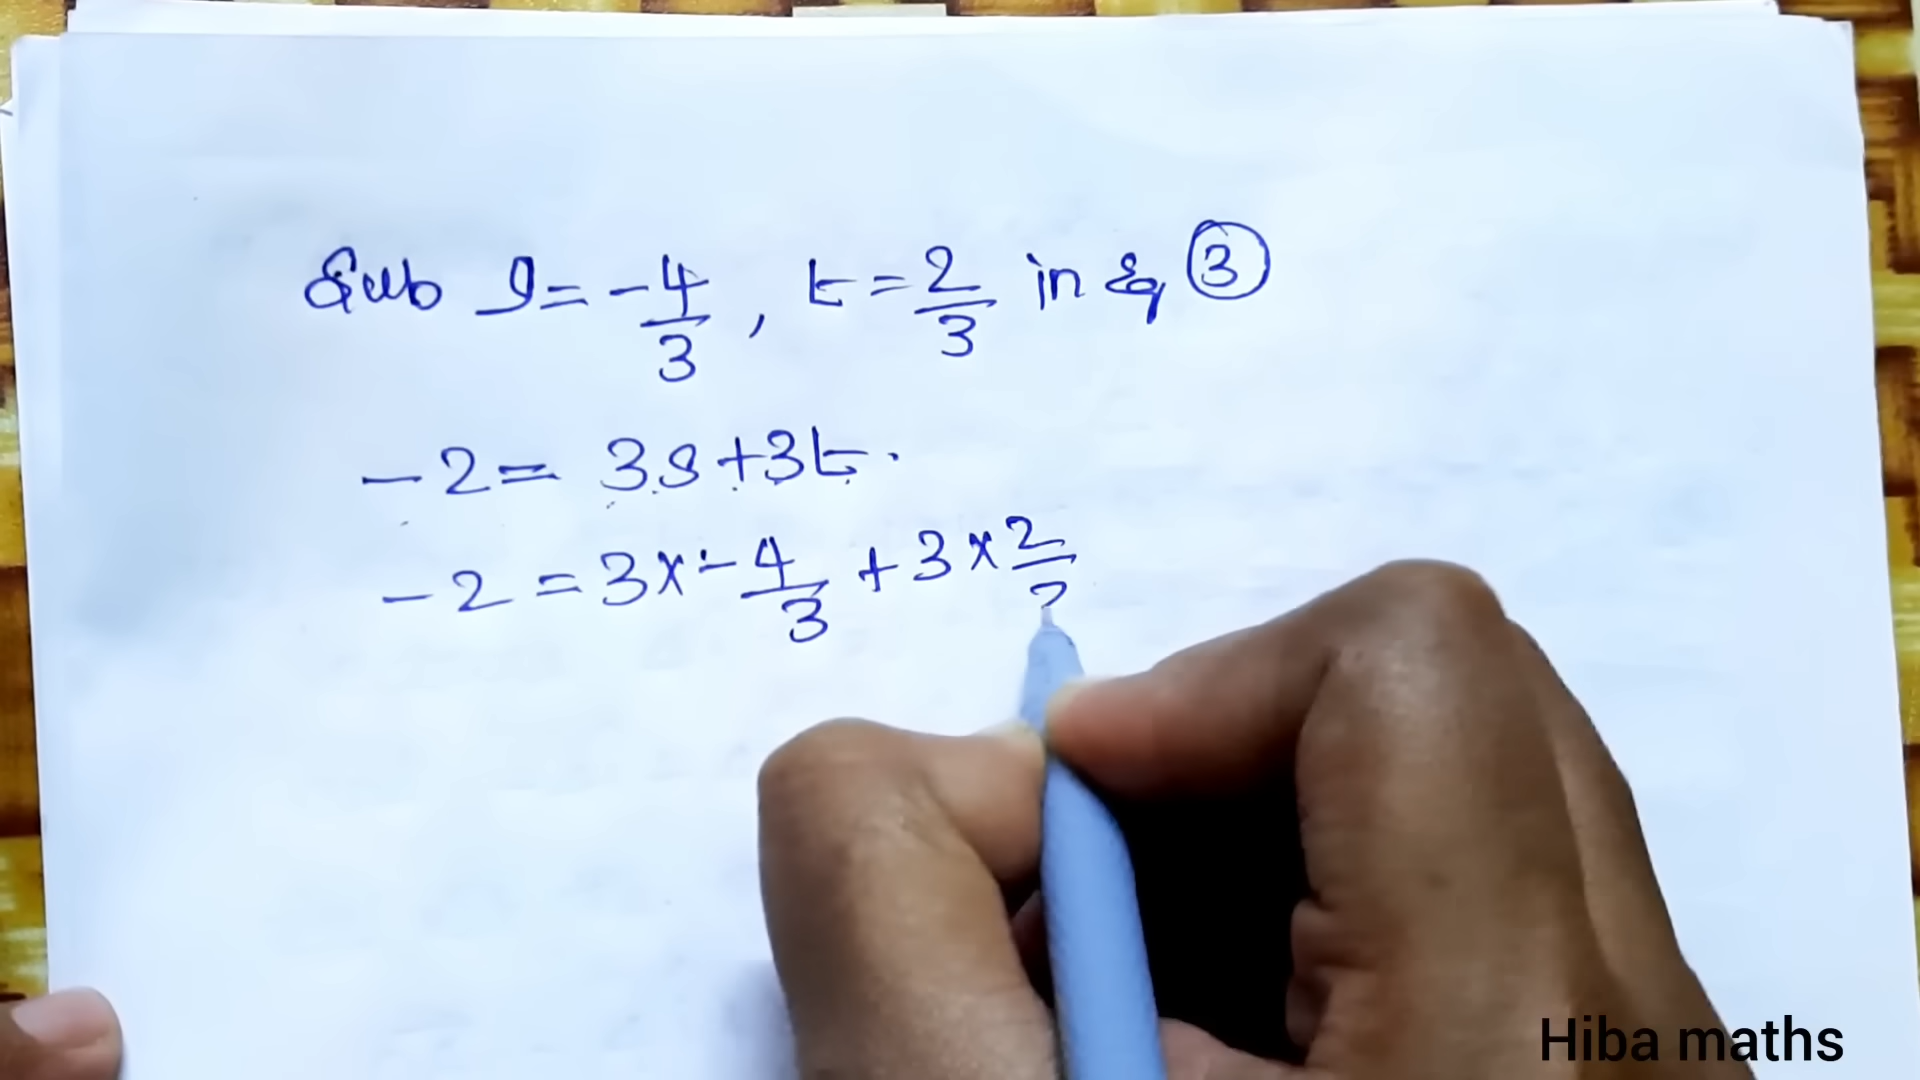 Sub s = -4/3 , t = 2/3 in eq ③
-2 = 3s + 3t.
-2 = 3 x -4/3 + 3 x 2/3
Hiba maths